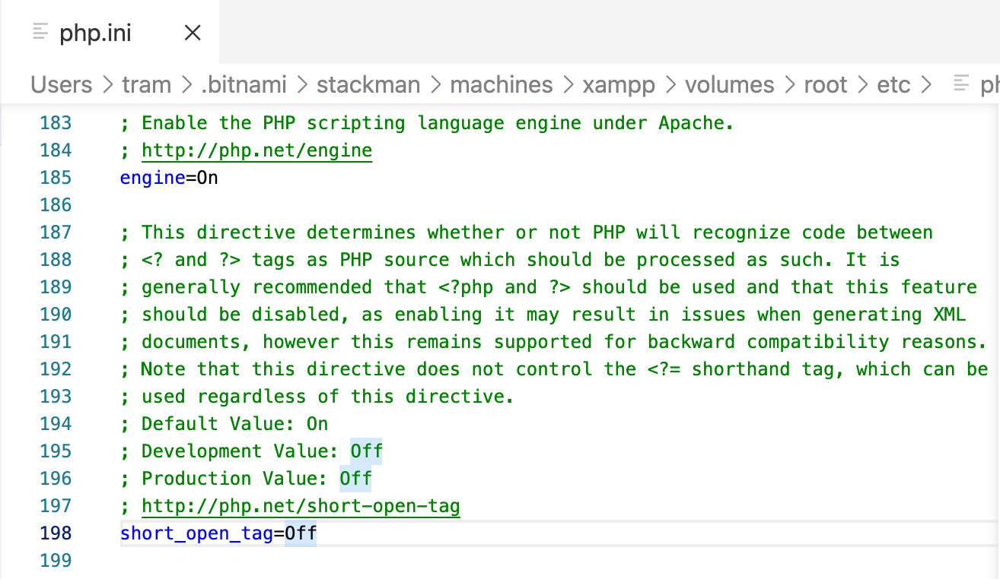 php.ini
Users > tram > .bitnami > stackman > machines > xampp > volumes > root > etc >
183 ; Enable the PHP scripting language engine under Apache.
184 ; http://php.net/engine
185 engine=On
186
187 ; This directive determines whether or not PHP will recognize code between
188 ; <? and ?> tags as PHP source which should be processed as such. It is
189 ; generally recommended that <?php and ?> should be used and that this feature
190 ; should be disabled, as enabling it may result in issues when generating XML
191 ; documents, however this remains supported for backward compatibility reasons.
192 ; Note that this directive does not control the <?= shorthand tag, which can be
193 ; used regardless of this directive.
194 ; Default Value: On
195 ; Development Value: Off
196 ; Production Value: Off
197 ; http://php.net/short-open-tag
198 short_open_tag=Off
199